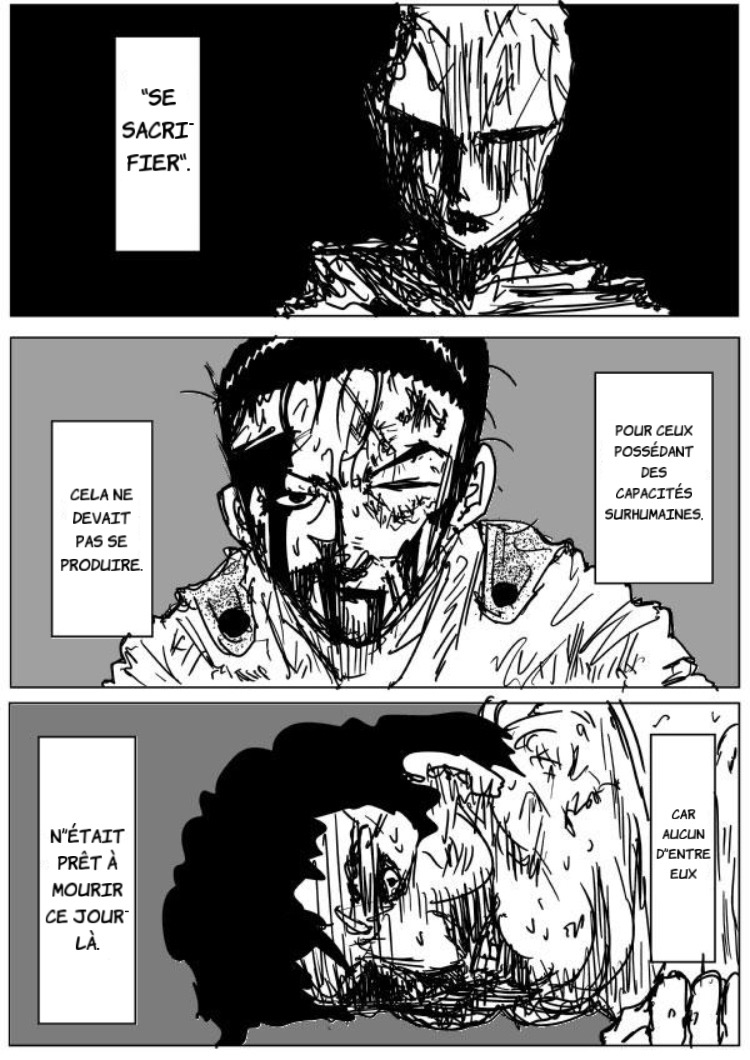 "SE
SACRI-
FIER".
POUR CEUX
POSSÉDANT
DES
CAPACITÉS
SURHUMAINES.
CELA NE
DEVAIT
PAS SE
PRODUIRE.
CAR
AUCUN
D"ENTRE
EUX
N"ÉTAIT
PRÊT À
MOURIR
CE JOUR-
LÀ.